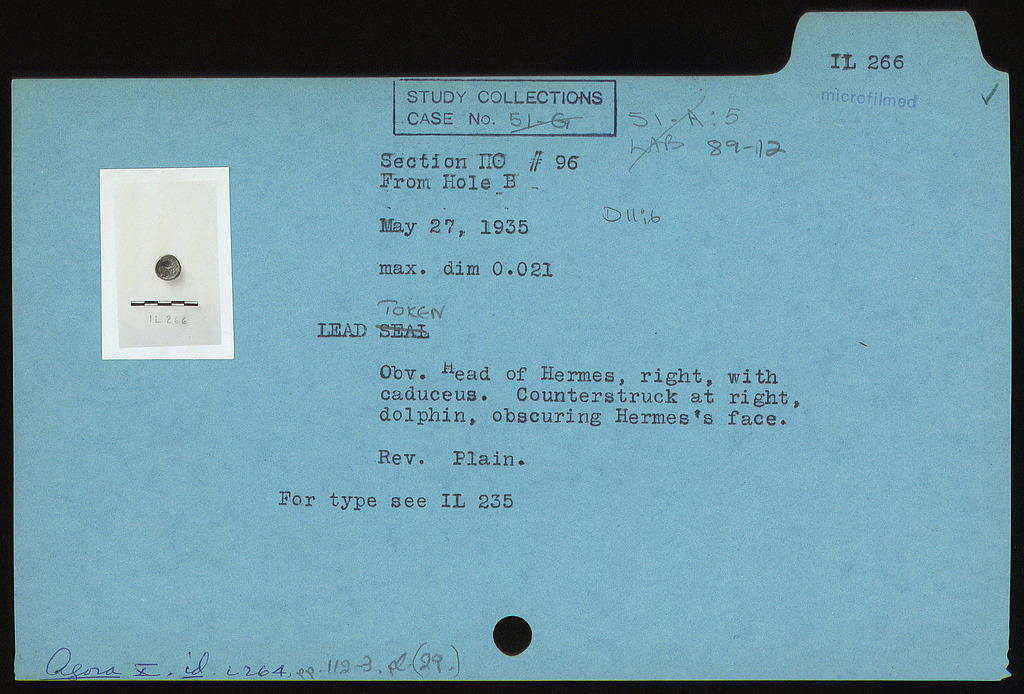 IL 266
microfilmed ✓
STUDY COLLECTIONS
CASE No. 51-G
51-A:5
LAB 89-12
Section ΠΘ # 96
From Hole B
D11:6
May 27, 1935
max. dim 0.021
TOKEN
LEAD SEAL
Obv. Head of Hermes, right, with
caduceus. Counterstruck at right,
dolphin, obscuring Hermes's face.
Rev. Plain.
For type see IL 235
IL 266
Agora X, id. L264, pp. 112-3, pl. (29.)